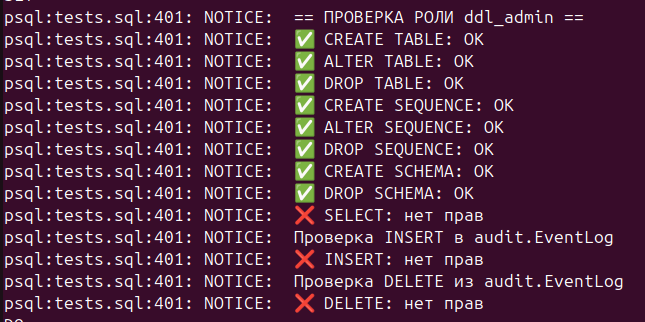 psql:tests.sql:401: NOTICE:  == ПРОВЕРКА РОЛИ ddl_admin ==
psql:tests.sql:401: NOTICE:  ✅ CREATE TABLE: OK
psql:tests.sql:401: NOTICE:  ✅ ALTER TABLE: OK
psql:tests.sql:401: NOTICE:  ✅ DROP TABLE: OK
psql:tests.sql:401: NOTICE:  ✅ CREATE SEQUENCE: OK
psql:tests.sql:401: NOTICE:  ✅ ALTER SEQUENCE: OK
psql:tests.sql:401: NOTICE:  ✅ DROP SEQUENCE: OK
psql:tests.sql:401: NOTICE:  ✅ CREATE SCHEMA: OK
psql:tests.sql:401: NOTICE:  ✅ DROP SCHEMA: OK
psql:tests.sql:401: NOTICE:  ❌ SELECT: нет прав
psql:tests.sql:401: NOTICE:  Проверка INSERT в audit.EventLog
psql:tests.sql:401: NOTICE:  ❌ INSERT: нет прав
psql:tests.sql:401: NOTICE:  Проверка DELETE из audit.EventLog
psql:tests.sql:401: NOTICE:  ❌ DELETE: нет прав